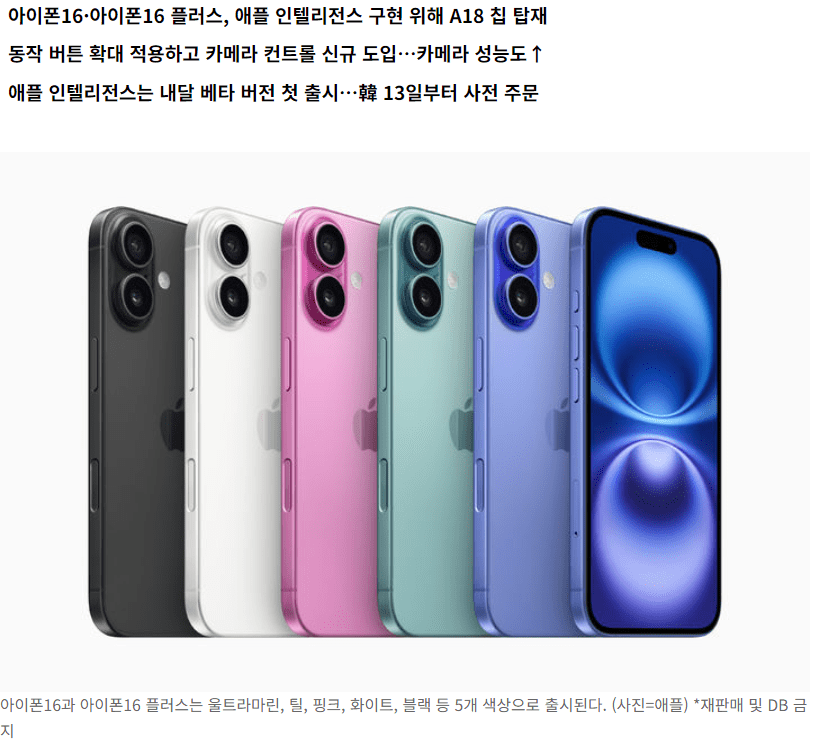 아이폰16·아이폰16 플러스, 애플 인텔리전스 구현 위해 A18 칩 탑재
동작 버튼 확대 적용하고 카메라 컨트롤 신규 도입…카메라 성능도↑
애플 인텔리전스는 내달 베타 버전 첫 출시…韓 13일부터 사전 주문
아이폰16과 아이폰16 플러스는 울트라마린, 틸, 핑크, 화이트, 블랙 등 5개 색상으로 출시된다. (사진=애플) *재판매 및 DB 금
지